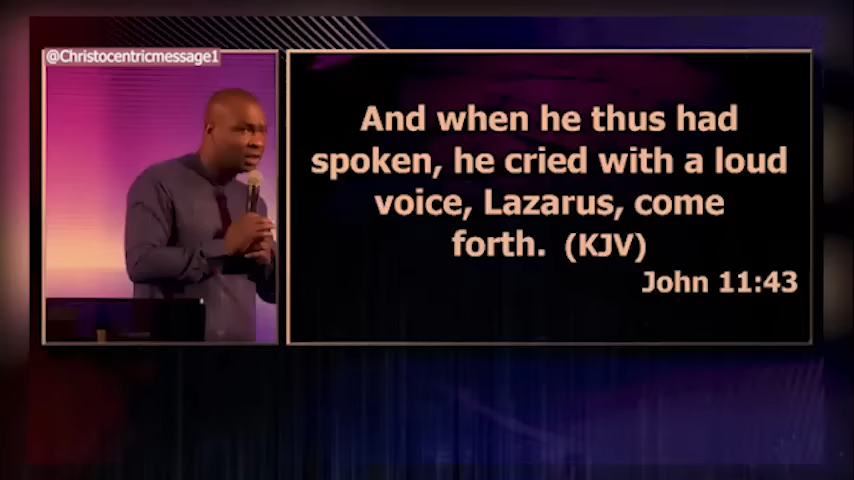 @Christocentricmessage1
And when he thus had
spoken, he cried with a loud
voice, Lazarus, come
forth. (KJV)
John 11:43